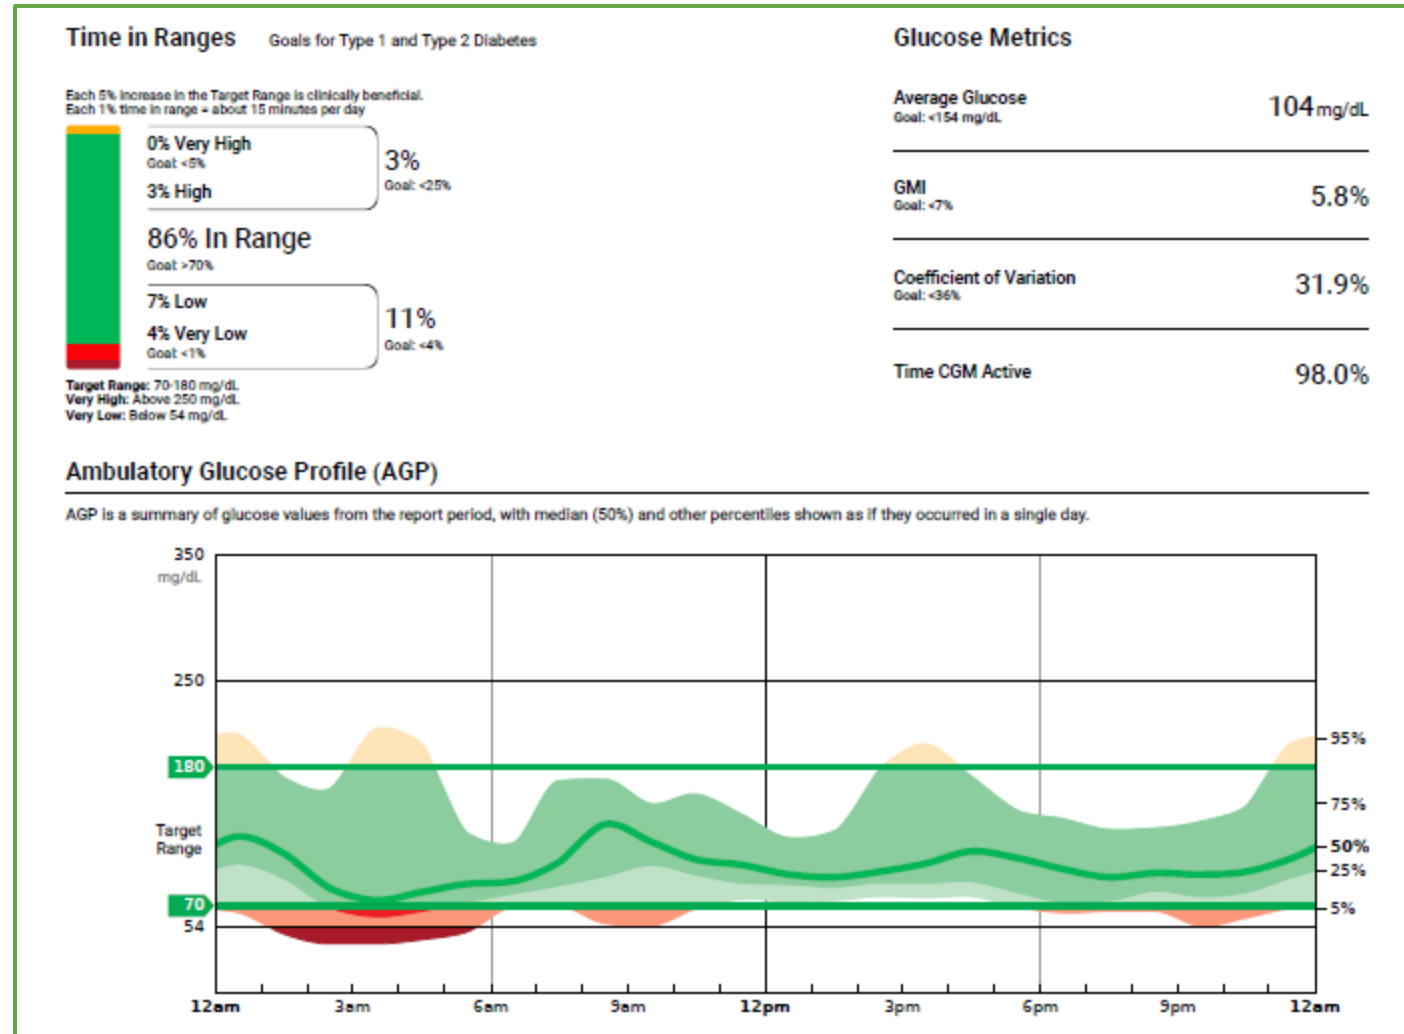 Time in Ranges Goals for Type 1 and Type 2 Diabetes
Each 5% increase in the Target Range is clinically beneficial.
Each 1% time in range = about 15 minutes per day
0% Very High
Goal: <5%
3% High
3%
Goal: <25%
86% In Range
Goal: >70%
7% Low
4% Very Low
Goal: <1%
11%
Goal: <4%
Target Range: 70-180 mg/dL
Very High: Above 250 mg/dL
Very Low: Below 54 mg/dL
Glucose Metrics
Average Glucose
Goal: <154 mg/dL
104 mg/dL
GMI
Goal: <7%
5.8%
Coefficient of Variation
Goal: <36%
31.9%
Time CGM Active
98.0%
Ambulatory Glucose Profile (AGP)
AGP is a summary of glucose values from the report period, with median (50%) and other percentiles shown as if they occurred in a single day.
350
mg/dL
250
180
Target
Range
70
54
95%
75%
50%
25%
5%
12am 3am 6am 9am 12pm 3pm 6pm 9pm 12am